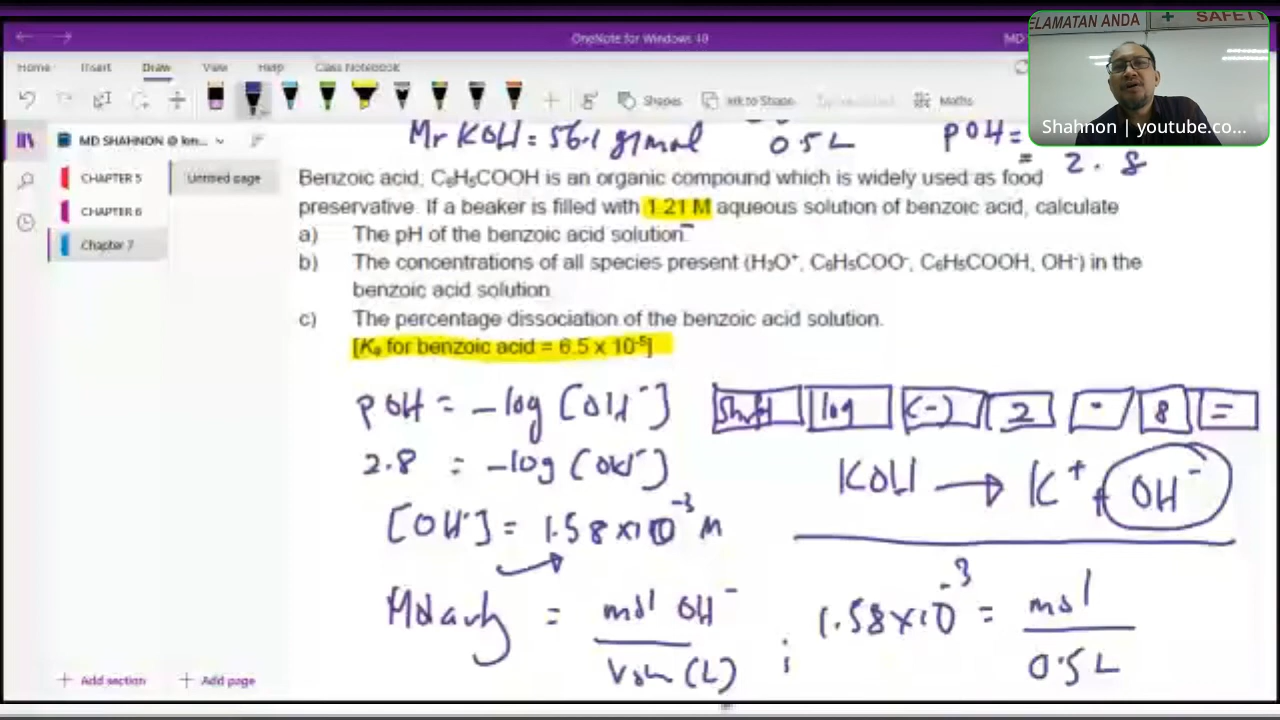 ELAMATAN ANDA + SAFETY
Shahnon | youtube.co...
OneNote for Windows 10
MD
Home Insert Draw View Help Class Notebook
Shapes Ink to Shape Maths
MD SHAHNON @ km...
CHAPTER 5
CHAPTER 6
Chapter 7
Untitled page
Add section
Add page
Mr KOH = 56.1 g/mol 0.5 L pOH =
= 2.8
Benzoic acid, C₆H₅COOH is an organic compound which is widely used as food
preservative. If a beaker is filled with 1.21 M aqueous solution of benzoic acid, calculate
a) The pH of the benzoic acid solution
b) The concentrations of all species present (H₃O⁺, C₆H₅COO⁻, C₆H₅COOH, OH⁻) in the
benzoic acid solution
c) The percentage dissociation of the benzoic acid solution.
[Kₐ for benzoic acid = 6.5 x 10⁻⁵]
pOH = -log [OH⁻]
2.8 = -log [OH⁻]
[OH⁻] = 1.58×10⁻³ M
Molarity = mol OH⁻ / Vol (L) ;
shift log (-) 2 . 8 =
KOH → K⁺ + OH⁻
1.58×10⁻³ = mol / 0.5 L